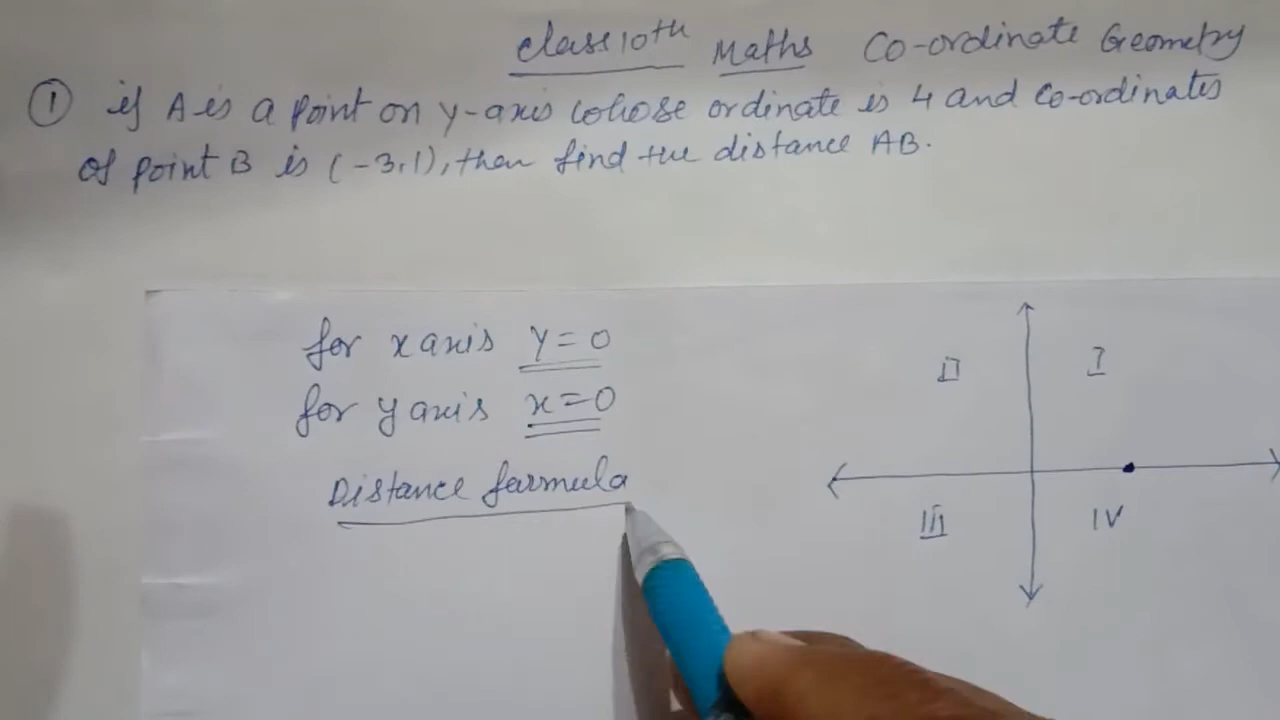 Class 10th Maths Co-ordinate Geometry
① if A is a point on y-axis whose ordinate is 4 and Co-ordinates
of point B is (-3,1), then find the distance AB.
for x axis y=0
for y axis x=0
Distance farmula
II I
III IV